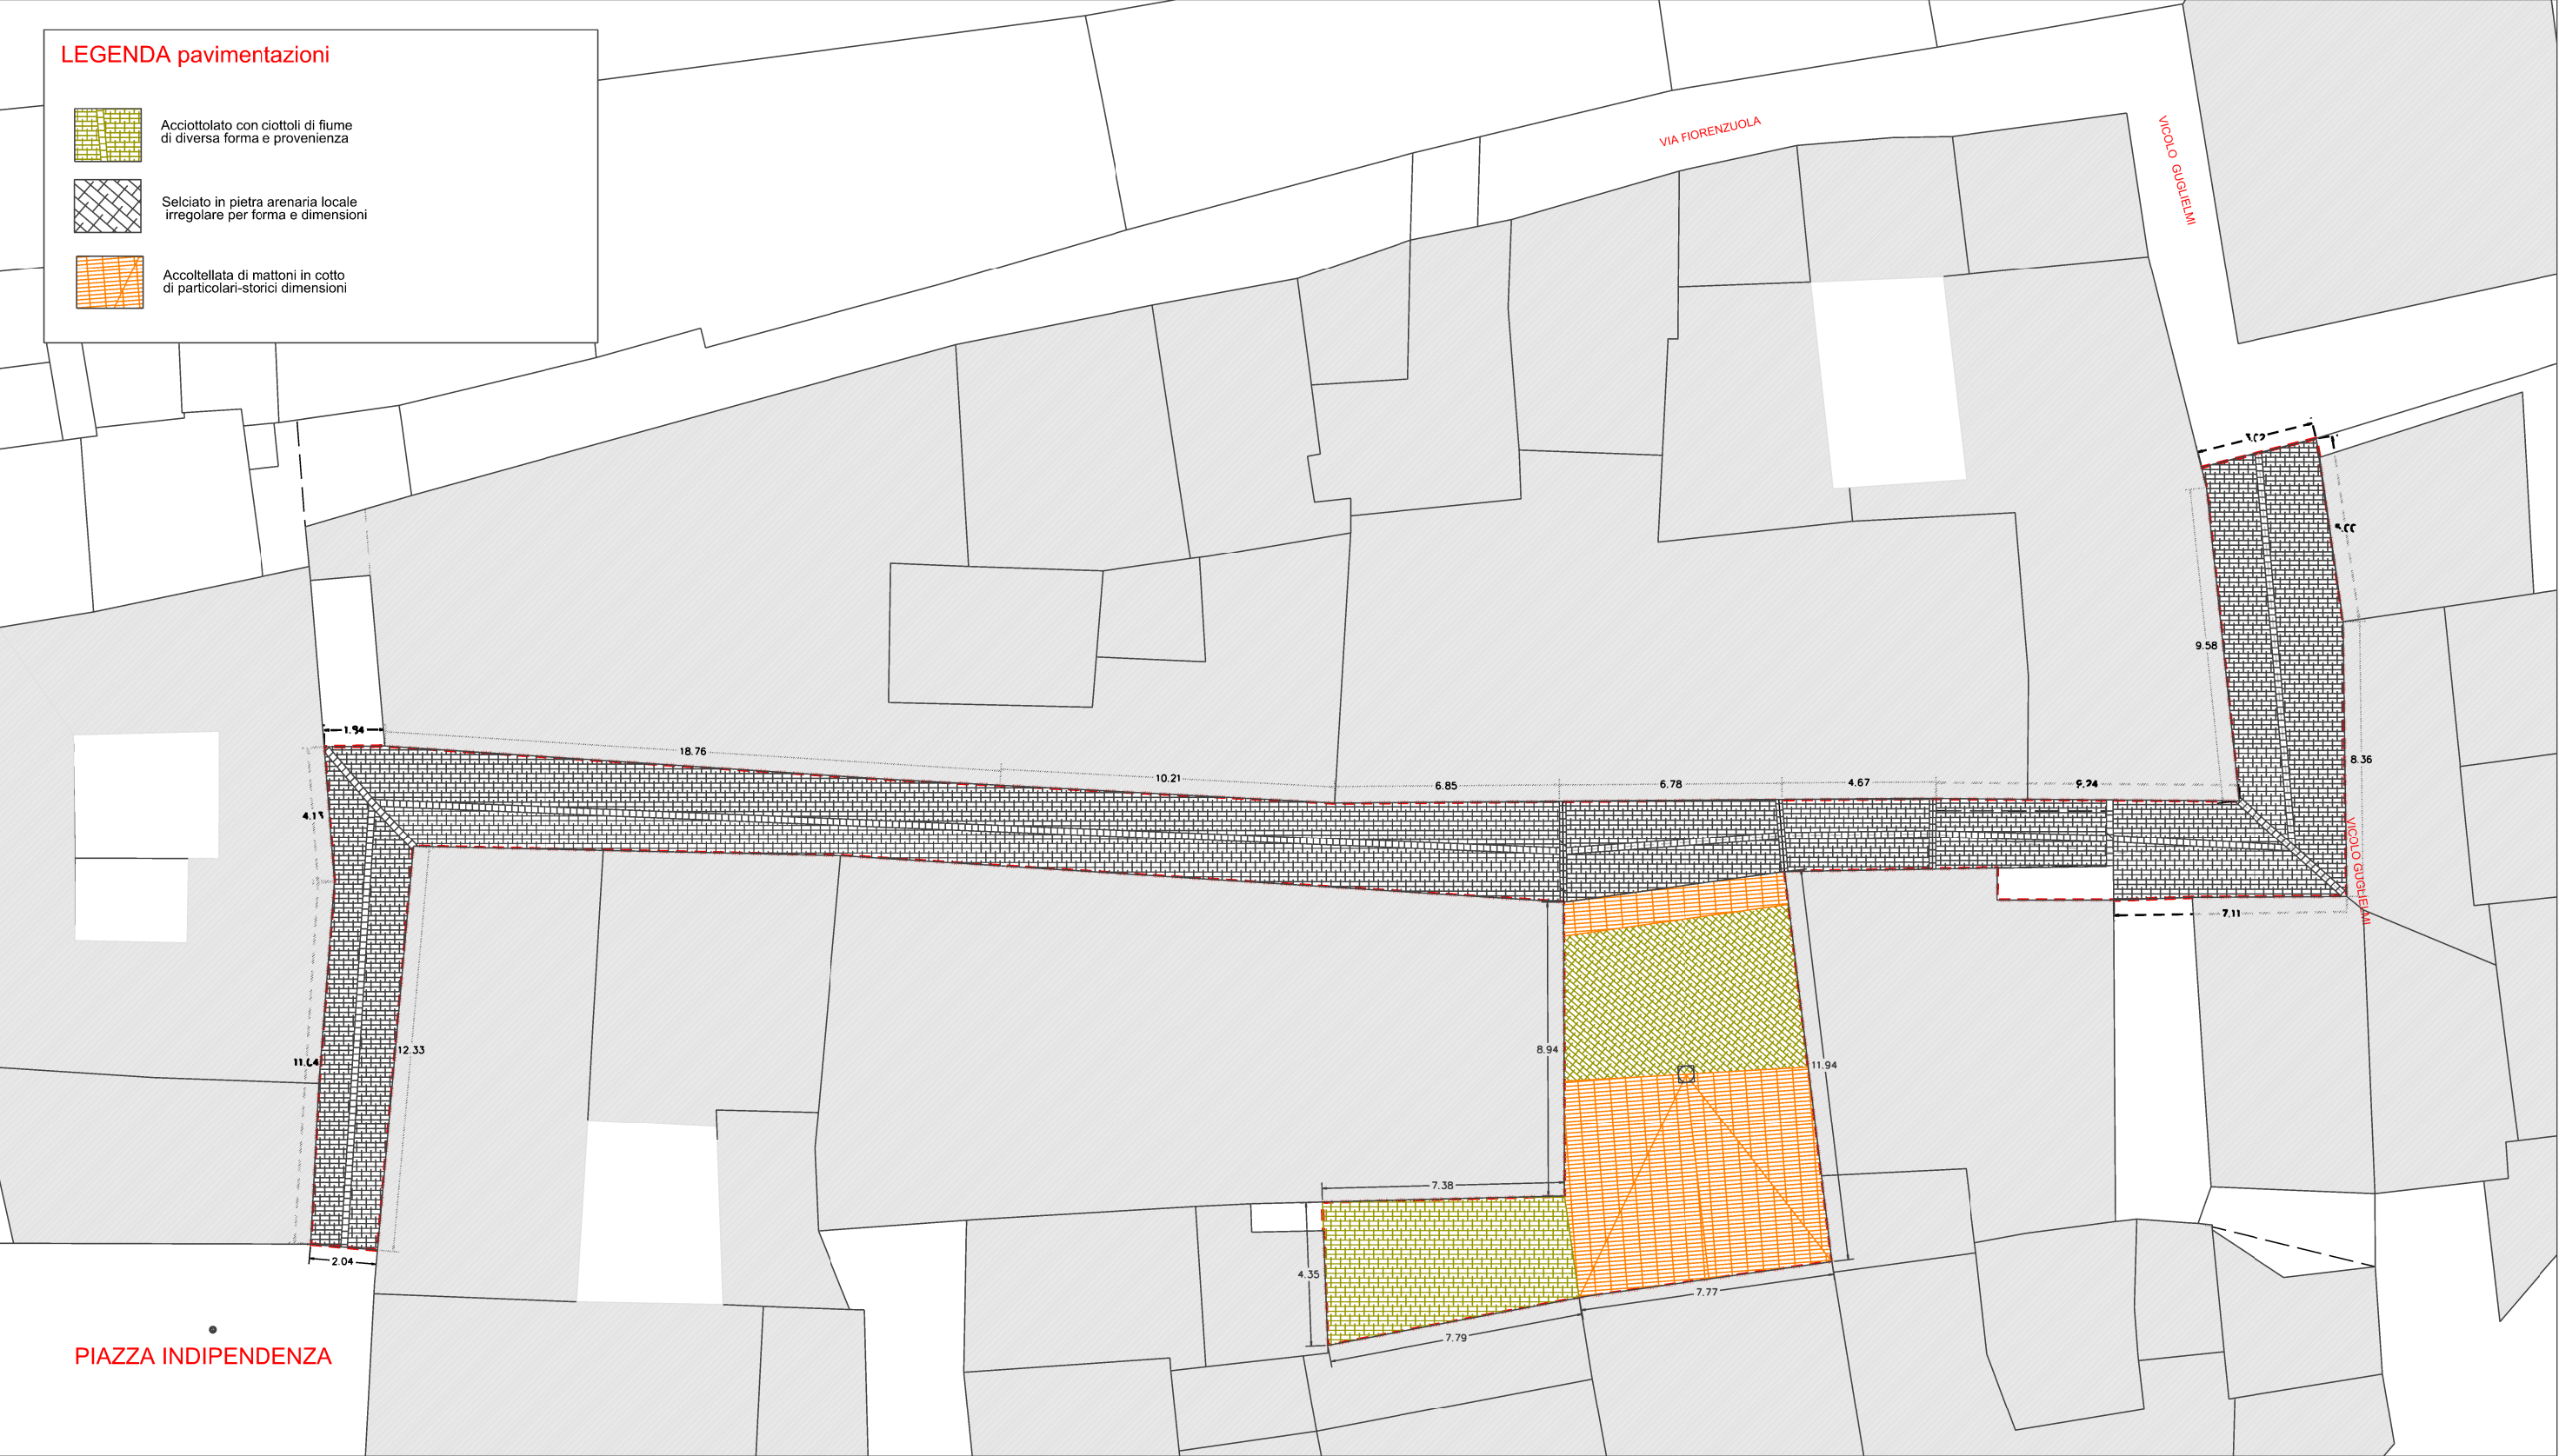 LEGENDA pavimentazioni
Acciottolato con ciottoli di fiume
di diversa forma e provenienza
Selciato in pietra arenaria locale
irregolare per forma e dimensioni
Accoltellata di mattoni in cotto
di particolari-storici dimensioni
VIA FIORENZUOLA
VICOLO GUGLIELMI
9.58
1.94
18.76
10.21
6.85
6.78
4.67
8.36
4.13
VICOLO GUGLIELMI
7.11
12.33
8.94
11.94
7.38
2.04
4.35
7.77
7.79
PIAZZA INDIPENDENZA